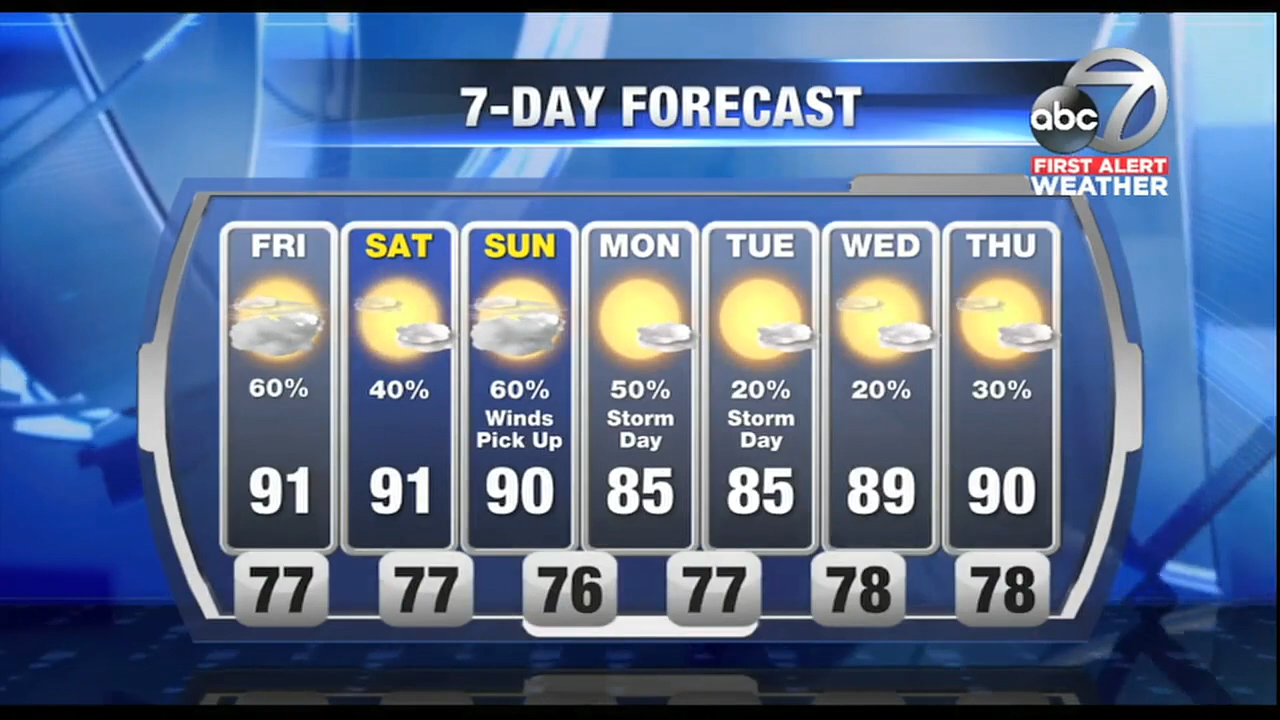 7-DAY FORECAST
abc 7
FIRST ALERT
WEATHER
FRI SAT SUN MON TUE WED THU
60% 40% 60% 50% 20% 20% 30%
Winds Storm Storm
Pick Up Day Day
91 91 90 85 85 89 90
77 77 76 77 78 78